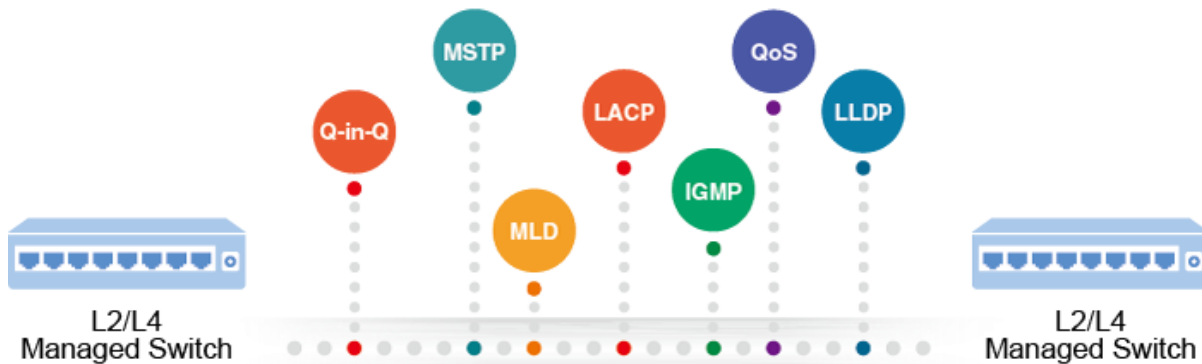 MSTP
QoS
LACP
LLDP
Q-in-Q
IGMP
MLD
L2/L4
Managed Switch
L2/L4
Managed Switch